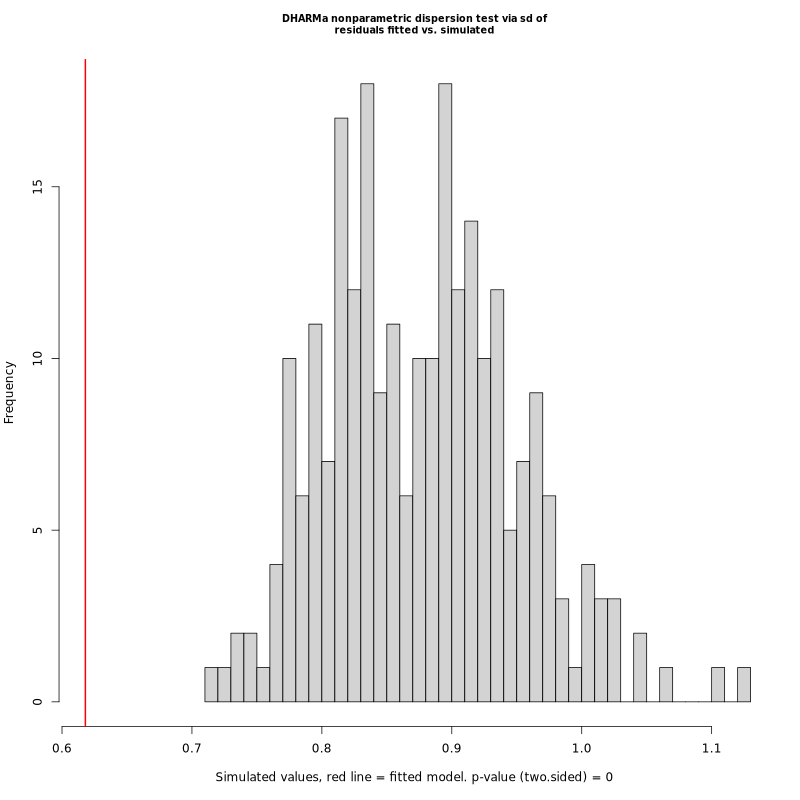 DHARMa nonparametric dispersion test via sd of
residuals fitted vs. simulated
Frequency
15
10
5
0
0.6 0.7 0.8 0.9 1.0 1.1
Simulated values, red line = fitted model. p-value (two.sided) = 0